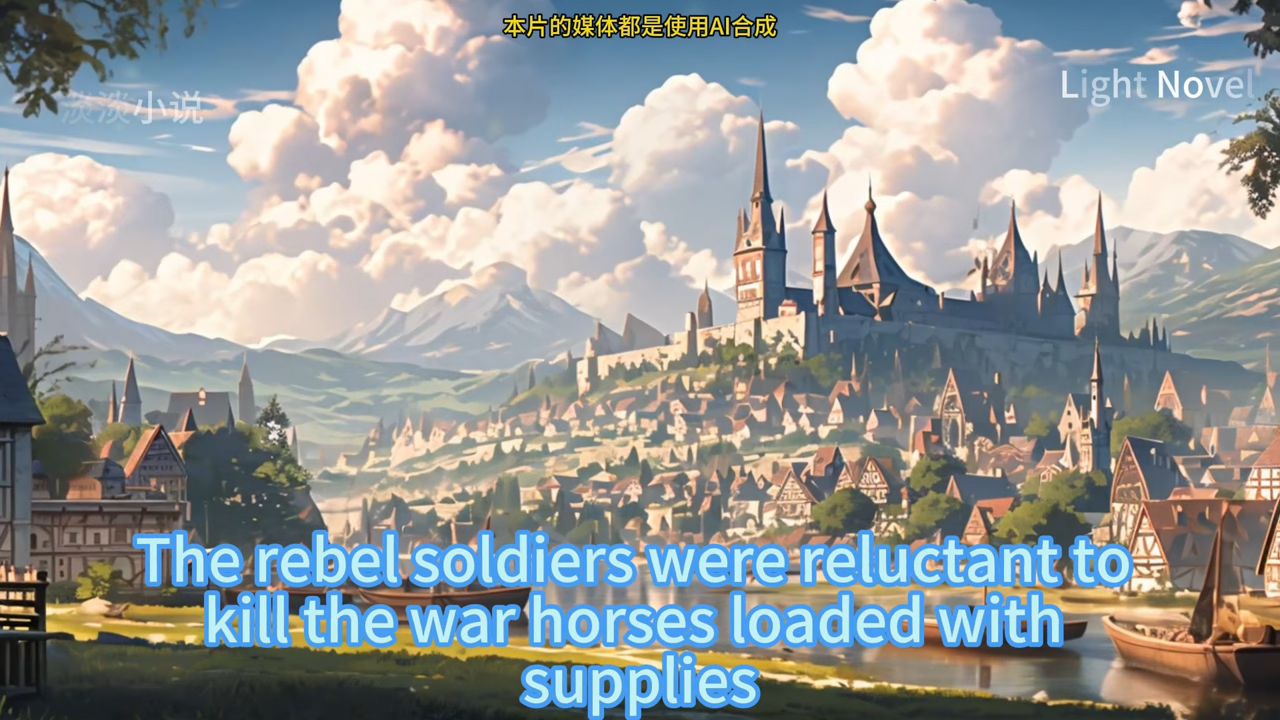 本片的媒体都是使用AI合成
淡淡小说
Light Novel
The rebel soldiers were reluctant to
kill the war horses loaded with
supplies